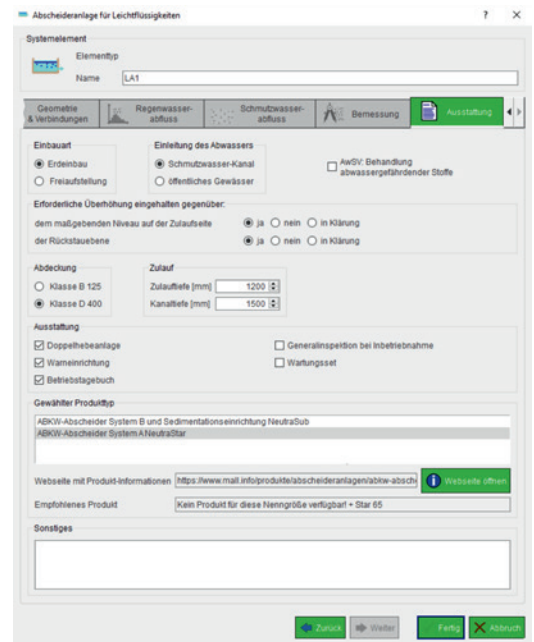 Abscheideranlage für Leichtflüssigkeiten ? X
Systemelement
Elementtyp
Name LA1
Geometrie & Verbindungen
Regenwasser-abfluss
Schmutzwasser-abfluss
Bemessung
Ausstattung
Einbauart
Erdeinbau
Freiaufstellung
Einleitung des Abwassers
Schmutzwasser-Kanal
öffentliches Gewässer
AwSV: Behandlung
abwassergefährdender Stoffe
Erforderliche Überhöhung eingehalten gegenüber:
dem maßgebenden Niveau auf der Zulaufseite ja nein in Klärung
der Rückstauebene ja nein in Klärung
Abdeckung
Klasse B 125
Klasse D 400
Zulauf
Zulauftiefe [mm] 1200
Kanaltiefe [mm] 1500
Ausstattung
Doppelhebeanlage
Warneinrichtung
Betriebstagebuch
Generalinspektion bei Inbetriebnahme
Wartungsset
Gewählter Produkttyp
ABKW-Abscheider System B und Sedimentationseinrichtung NeutraSub
ABKW-Abscheider System A NeutraStar
Webseite mit Produkt-Informationen https://www.mall.info/produkte/abscheideranlagen/abkw-absch Webseite öffnen
Empfohlenes Produkt Kein Produkt für diese Nenngröße verfügbar! + Star 65
Sonstiges
Zurück Weiter Fertig Abbruch